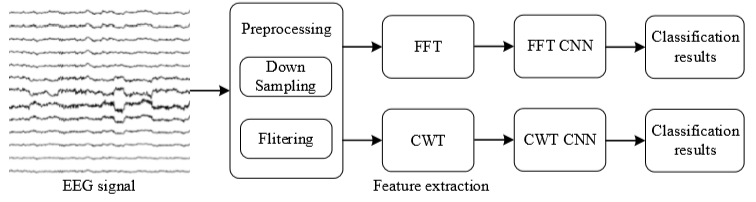 Preprocessing
Down
Sampling
Flitering
EEG signal
FFT
FFT CNN
Classification
results
CWT
CWT CNN
Classification
results
Feature extraction